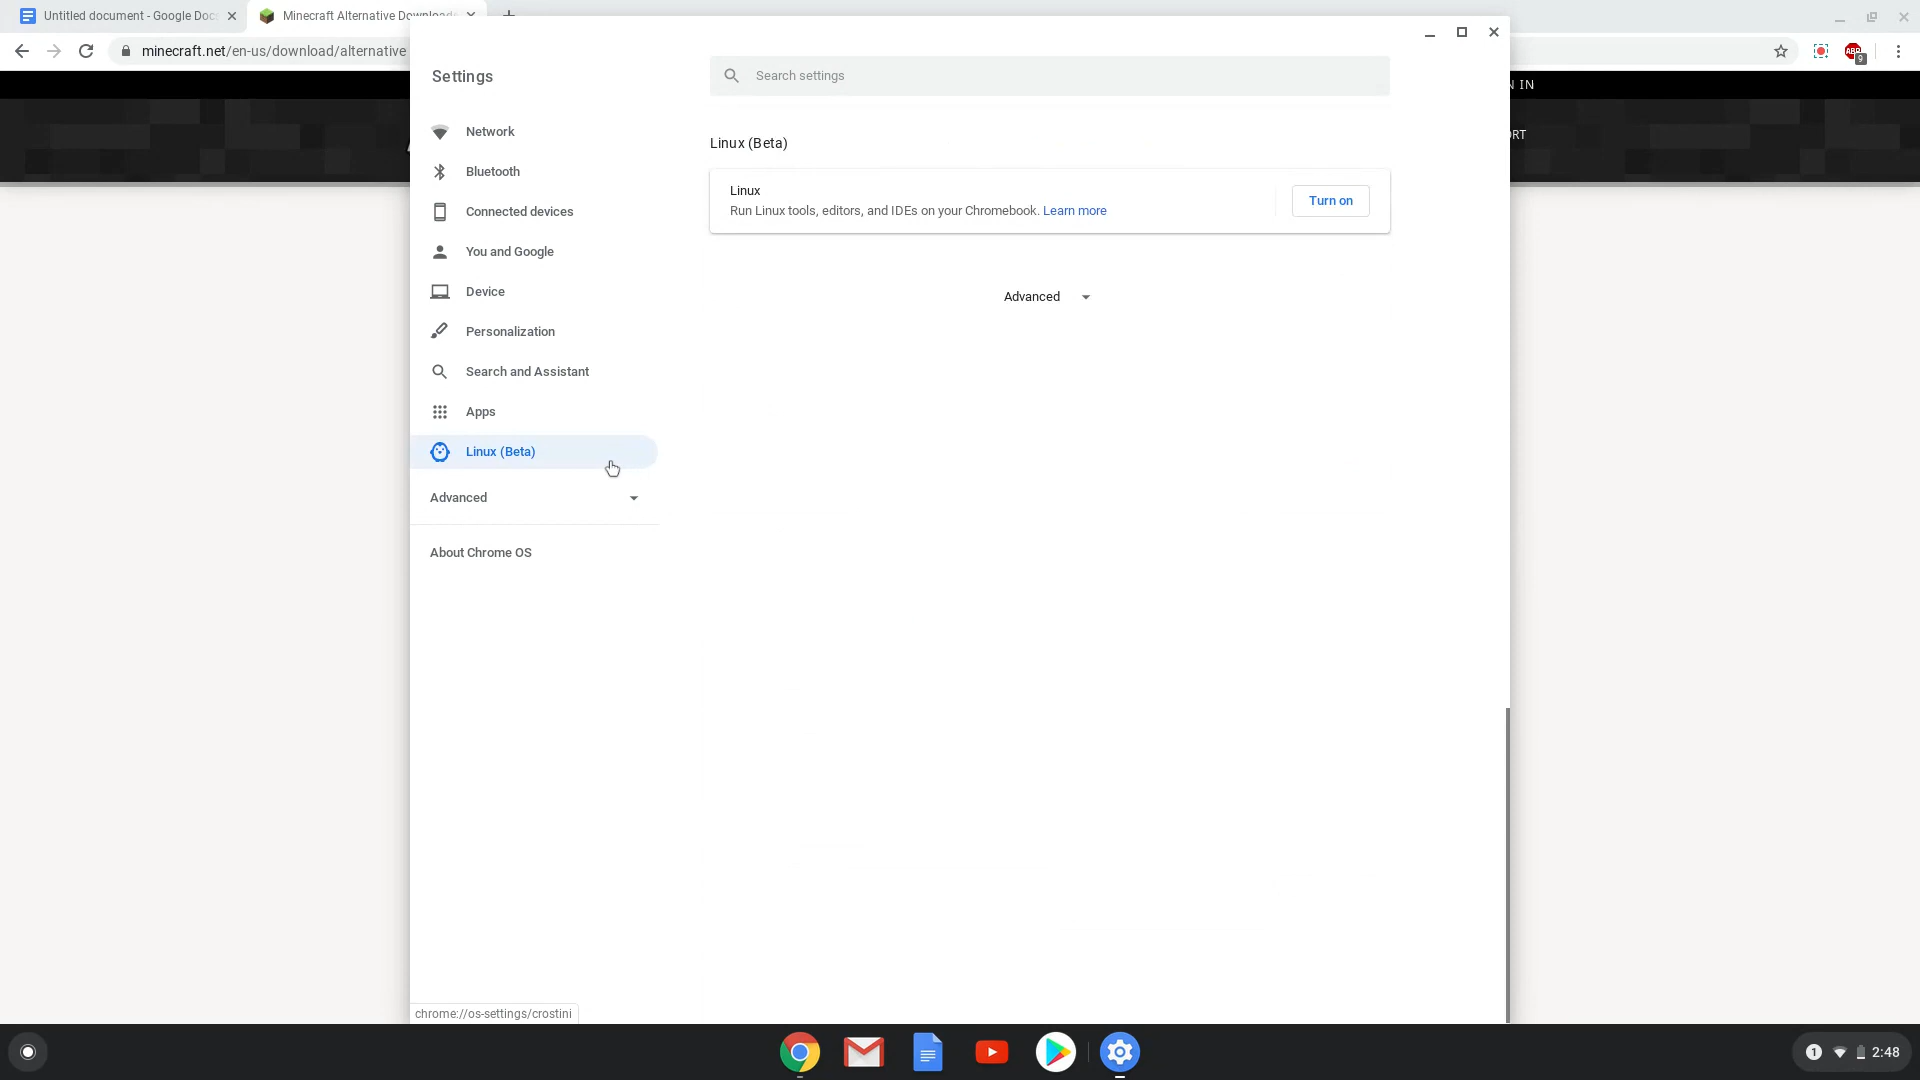 Untitled document - Google Doc
Minecraft Alternative Download
minecraft.net/en-us/download/alternative
ABP
9
IN
RT
Settings
Search settings
Network
Bluetooth
Connected devices
You and Google
Device
Personalization
Search and Assistant
Apps
Linux (Beta)
Advanced
About Chrome OS
Linux (Beta)
Linux
Run Linux tools, editors, and IDEs on your Chromebook. Learn more
Turn on
Advanced
chrome://os-settings/crostini
1
2:48